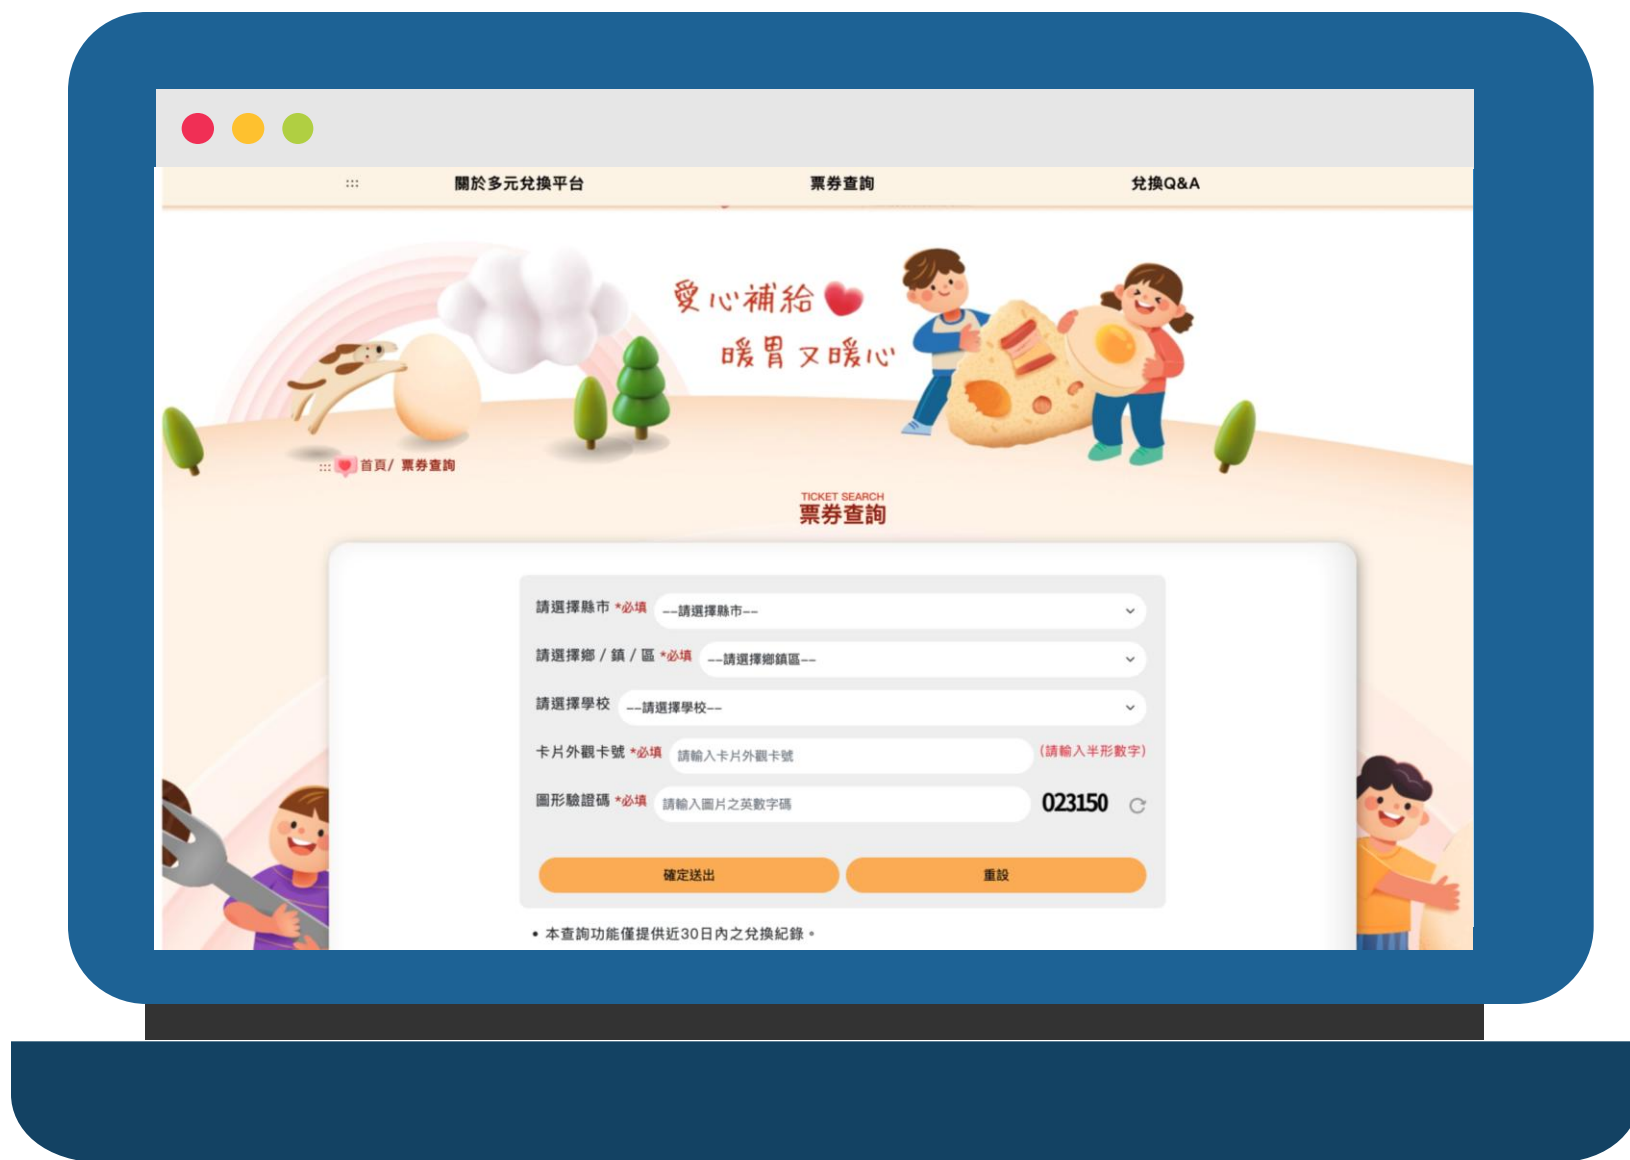 ::: 關於多元兌換平台 票券查詢 兌換Q&A
愛心補給
暖胃又暖心
::: 首頁/ 票券查詢
TICKET SEARCH
票券查詢
請選擇縣市 *必填 --請選擇縣市--
請選擇鄉 / 鎮 / 區 *必填 --請選擇鄉鎮區--
請選擇學校 --請選擇學校--
卡片外觀卡號 *必填 請輸入卡片外觀卡號 (請輸入半形數字)
圖形驗證碼 *必填 請輸入圖片之英數字碼 023150
確定送出 重設
• 本查詢功能僅提供近30日內之兌換紀錄。